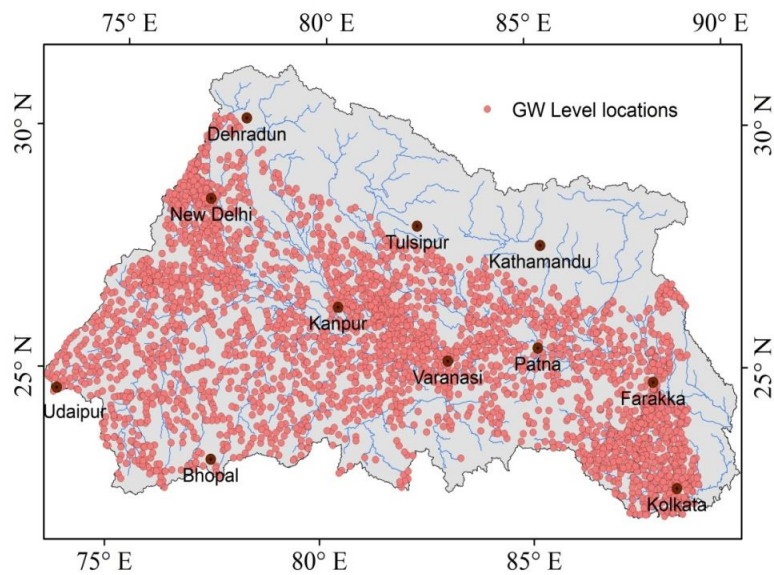 75° E 80° E 85° E 90° E
30° N
30° N
GW Level locations
Dehradun
New Delhi
Tulsipur
Kathamandu
Kanpur
Varanasi
Patna
25° N
25° N
Farakka
Udaipur
Bhopal
Kolkata
75° E 80° E 85° E